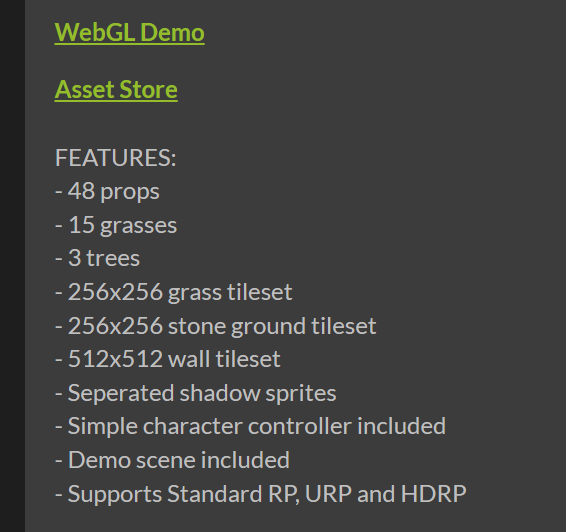 WebGL Demo
Asset Store
FEATURES:
- 48 props
- 15 grasses
- 3 trees
- 256x256 grass tileset
- 256x256 stone ground tileset
- 512x512 wall tileset
- Seperated shadow sprites
- Simple character controller included
- Demo scene included
- Supports Standard RP, URP and HDRP